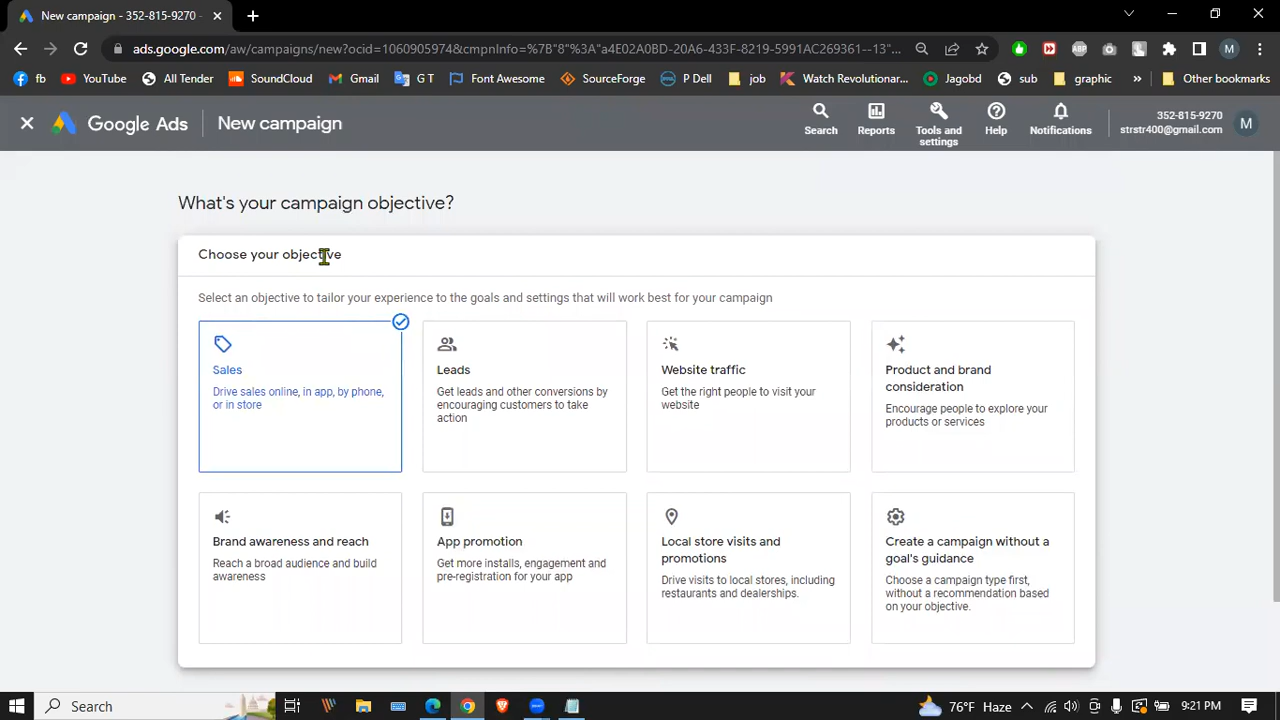 New campaign - 352-815-9270 -
ads.google.com/aw/campaigns/new?ocid=1060905974&cmpnInfo=%7B"8"%3A"a4E02A0BD-20A6-433F-8219-5991AC269361--13"...
fb
YouTube
All Tender
SoundCloud
Gmail
G T
Font Awesome
SourceForge
P Dell
job
Watch Revolutionar...
Jagobd
sub
graphic
Other bookmarks
ABP
M
Google Ads
New campaign
Search
Reports
Tools and
settings
Help
Notifications
352-815-9270
strstr400@gmail.com
M
What's your campaign objective?
Choose your objective
Select an objective to tailor your experience to the goals and settings that will work best for your campaign
Sales
Drive sales online, in app, by phone,
or in store
Leads
Get leads and other conversions by
encouraging customers to take
action
Website traffic
Get the right people to visit your
website
Product and brand
consideration
Encourage people to explore your
products or services
Brand awareness and reach
Reach a broad audience and build
awareness
App promotion
Get more installs, engagement and
pre-registration for your app
Local store visits and
promotions
Drive visits to local stores, including
restaurants and dealerships.
Create a campaign without a
goal's guidance
Choose a campaign type first,
without a recommendation based
on your objective.
Search
76°F Haze
9:21 PM